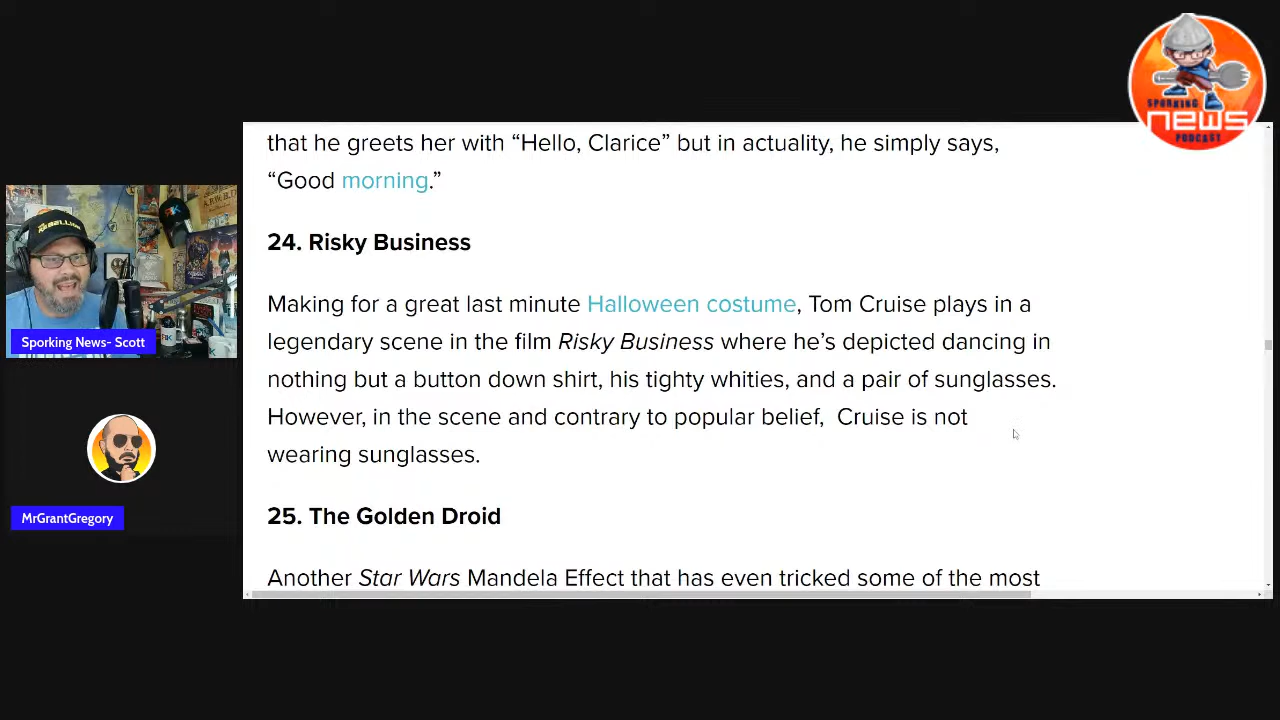 SPORKING
news
PODCAST
that he greets her with “Hello, Clarice” but in actuality, he simply says,
“Good morning.”
24. Risky Business
Making for a great last minute Halloween costume, Tom Cruise plays in a
legendary scene in the film Risky Business where he’s depicted dancing in
nothing but a button down shirt, his tighty whities, and a pair of sunglasses.
However, in the scene and contrary to popular belief,  Cruise is not
wearing sunglasses.
25. The Golden Droid
Another Star Wars Mandela Effect that has even tricked some of the most
REBELLION
Sporking News- Scott
MrGrantGregory